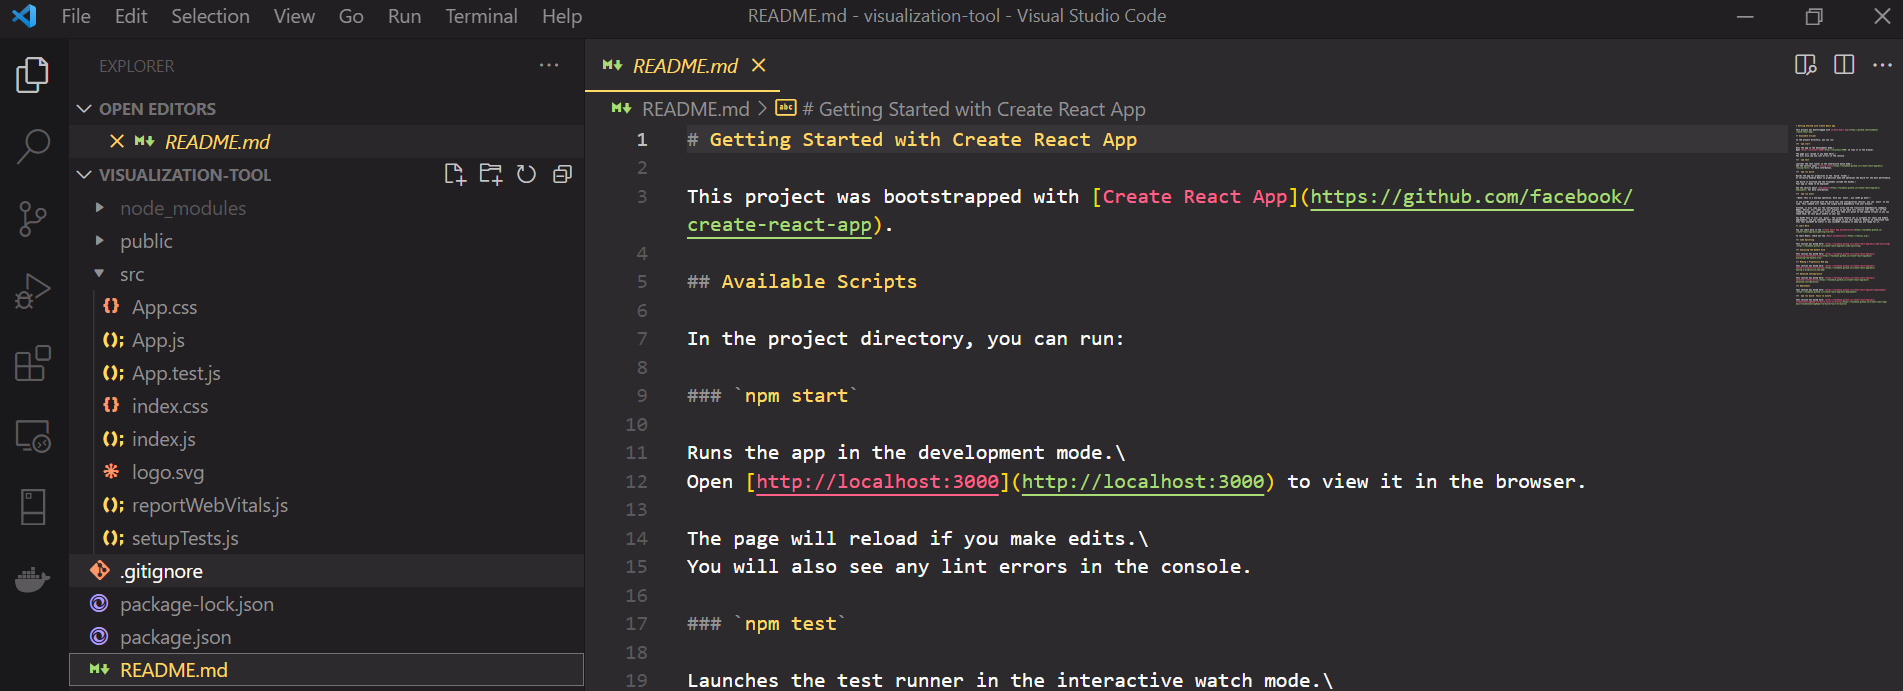 File Edit Selection View Go Run Terminal Help
README.md - visualization-tool - Visual Studio Code
EXPLORER
OPEN EDITORS
README.md
VISUALIZATION-TOOL
node_modules
public
src
App.css
App.js
App.test.js
index.css
index.js
logo.svg
reportWebVitals.js
setupTests.js
.gitignore
package-lock.json
package.json
README.md
README.md
README.md > abc # Getting Started with Create React App
1 # Getting Started with Create React App
2
3 This project was bootstrapped with [Create React App](https://github.com/facebook/
create-react-app).
4
5 ## Available Scripts
6
7 In the project directory, you can run:
8
9 ### `npm start`
10
11 Runs the app in the development mode.\
12 Open [http://localhost:3000](http://localhost:3000) to view it in the browser.
13
14 The page will reload if you make edits.\
15 You will also see any lint errors in the console.
16
17 ### `npm test`
18
19 Launches the test runner in the interactive watch mode.\